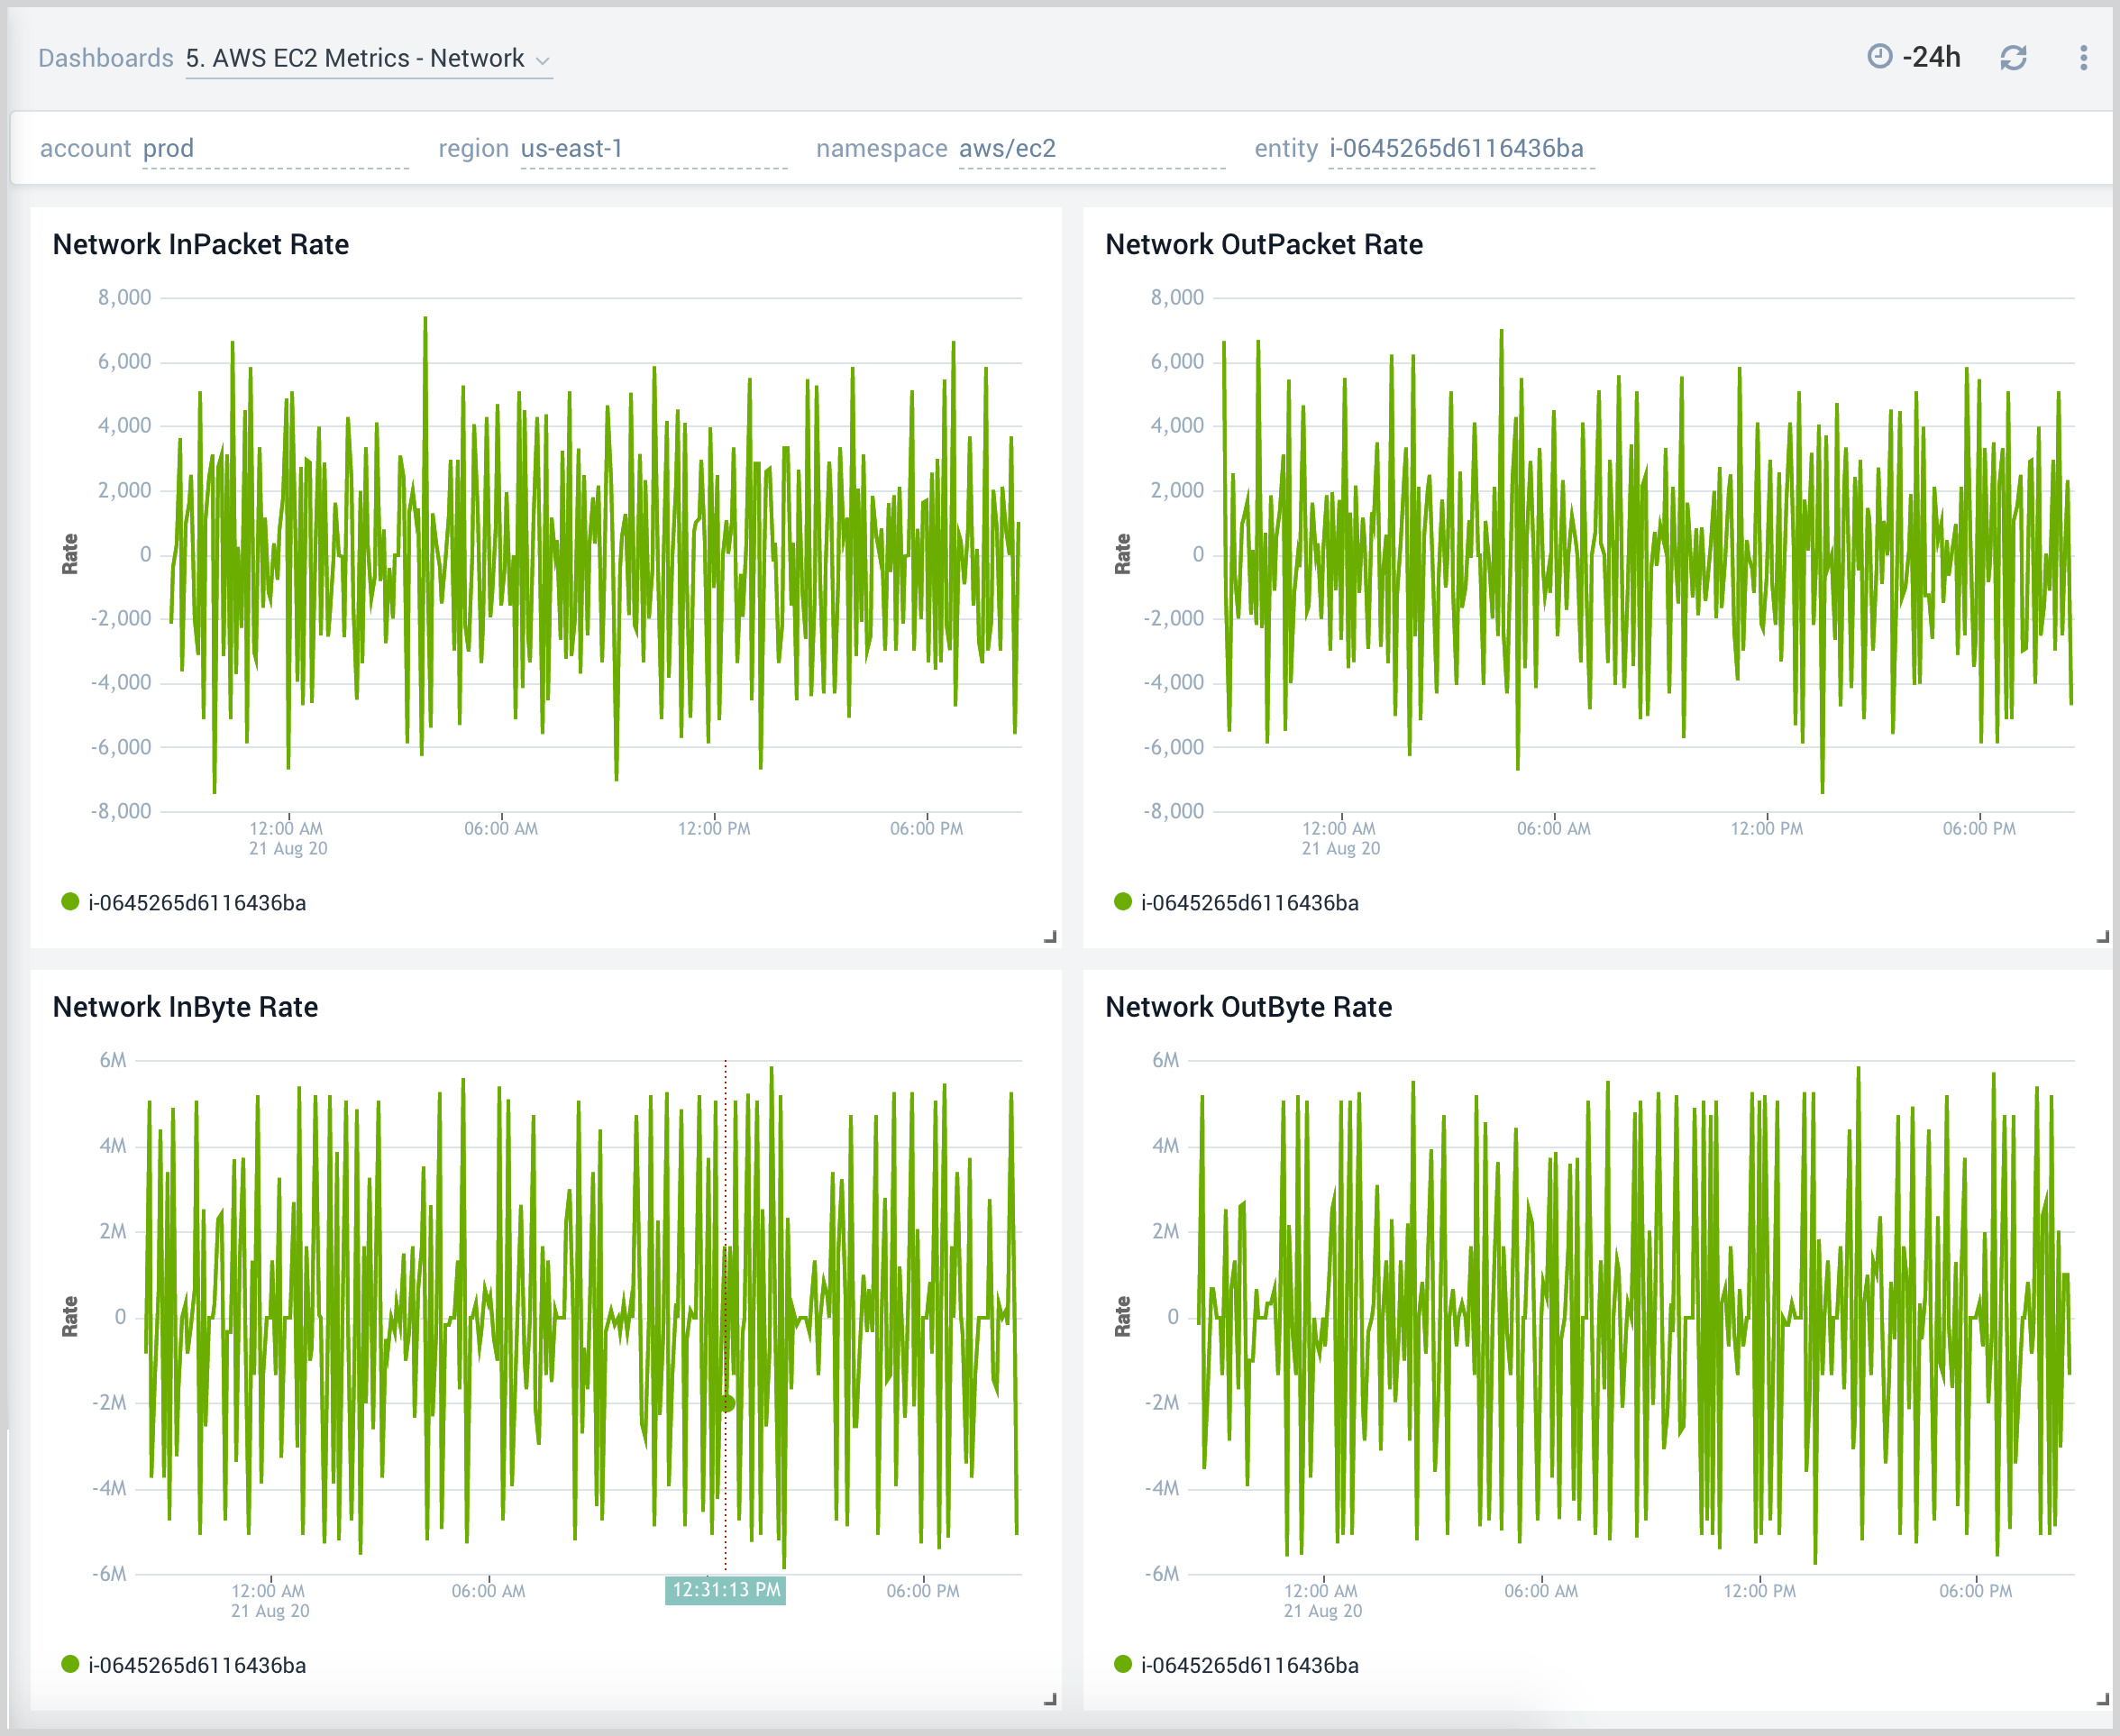 Dashboards 5. AWS EC2 Metrics - Network
-24h
account prod region us-east-1 namespace aws/ec2 entity i-0645265d6116436ba
Network InPacket Rate
8,000
6,000
4,000
2,000
0
-2,000
-4,000
-6,000
-8,000
Rate
12:00 AM 06:00 AM 12:00 PM 06:00 PM
21 Aug 20
i-0645265d6116436ba
Network OutPacket Rate
8,000
6,000
4,000
2,000
0
-2,000
-4,000
-6,000
-8,000
Rate
12:00 AM 06:00 AM 12:00 PM 06:00 PM
21 Aug 20
i-0645265d6116436ba
Network InByte Rate
6M
4M
2M
0
-2M
-4M
-6M
Rate
12:00 AM 06:00 AM 12:31:13 PM 06:00 PM
21 Aug 20
i-0645265d6116436ba
Network OutByte Rate
6M
4M
2M
0
-2M
-4M
-6M
Rate
12:00 AM 06:00 AM 12:00 PM 06:00 PM
21 Aug 20
i-0645265d6116436ba